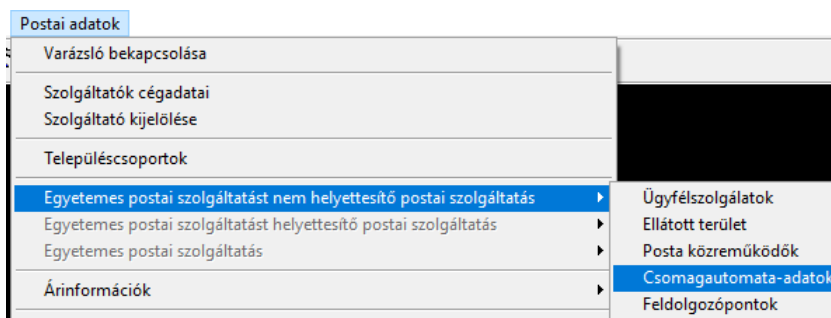 Postai adatok
Varázsló bekapcsolása
Szolgáltatók cégadatai
Szolgáltató kijelölése
Településcsoportok
Egyetemes postai szolgáltatást nem helyettesítő postai szolgáltatás
Egyetemes postai szolgáltatást helyettesítő postai szolgáltatás
Egyetemes postai szolgáltatás
Árinformációk
Ügyfélszolgálatok
Ellátott terület
Posta közreműködők
Csomagautomata-adatok
Feldolgozópontok